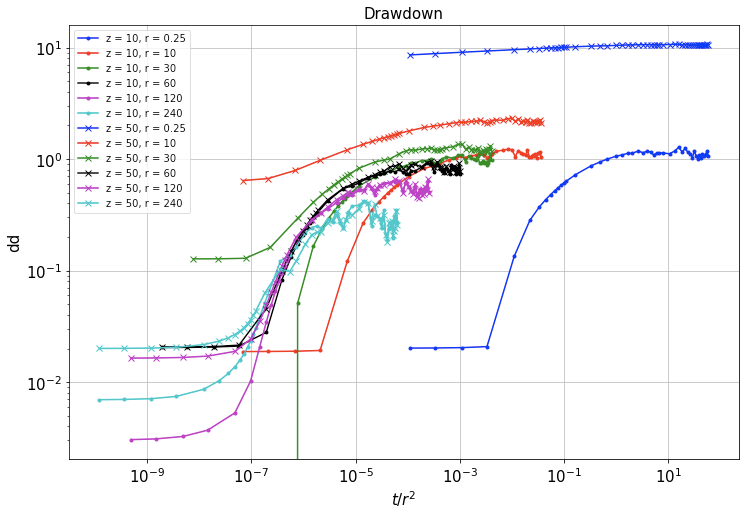 Drawdown
z = 10, r = 0.25
z = 10, r = 10
z = 10, r = 30
z = 10, r = 60
z = 10, r = 120
z = 10, r = 240
z = 50, r = 0.25
z = 50, r = 10
z = 50, r = 30
z = 50, r = 60
z = 50, r = 120
z = 50, r = 240
dd
10¹
10⁰
10⁻¹
10⁻²
10⁻⁹ 10⁻⁷ 10⁻⁵ 10⁻³ 10⁻¹ 10¹
t/r²